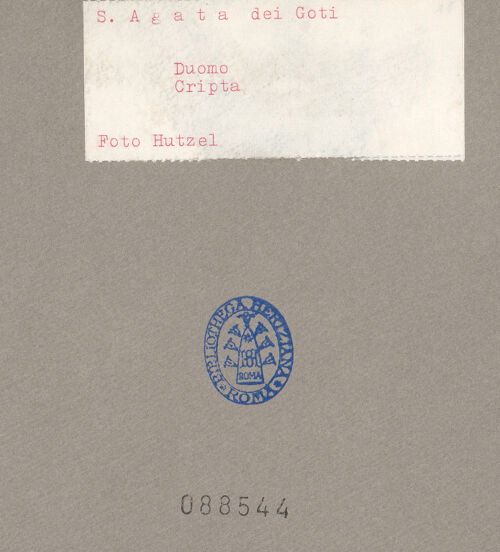 S. A g a t a dei Goti
Duomo
Cripta
Foto Hutzel
BIBLIOTHECA HERTZIANA · ROMA ·
ROMA
088544